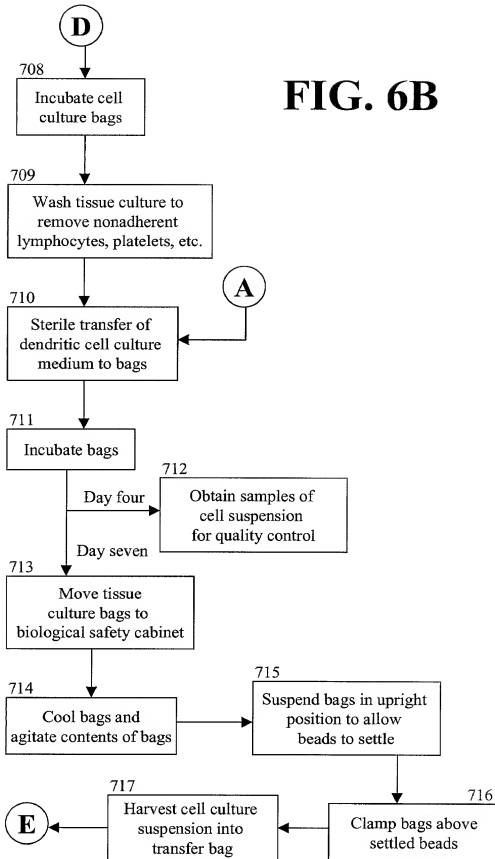 D
FIG. 6B
708
Incubate cell
culture bags
709
Wash tissue culture to
remove nonadherent
lymphocytes, platelets, etc.
A
710
Sterile transfer of
dendritic cell culture
medium to bags
711
Incubate bags
Day four
712
Obtain samples of
cell suspension
for quality control
Day seven
713
Move tissue
culture bags to
biological safety cabinet
714
Cool bags and
agitate contents of bags
715
Suspend bags in upright
position to allow
beads to settle
716
Clamp bags above
settled beads
717
Harvest cell culture
suspension into
transfer bag
E